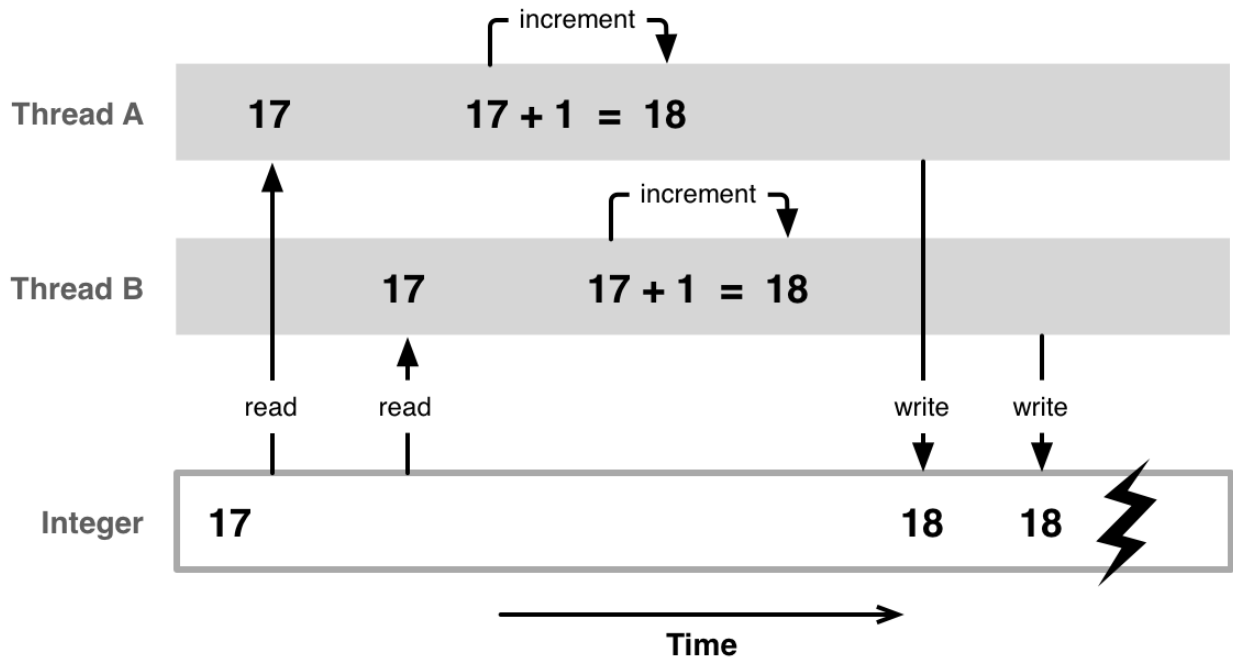 increment
Thread A 17 17 + 1 = 18
increment
Thread B 17 17 + 1 = 18
read read write write
Integer 17 18 18
Time